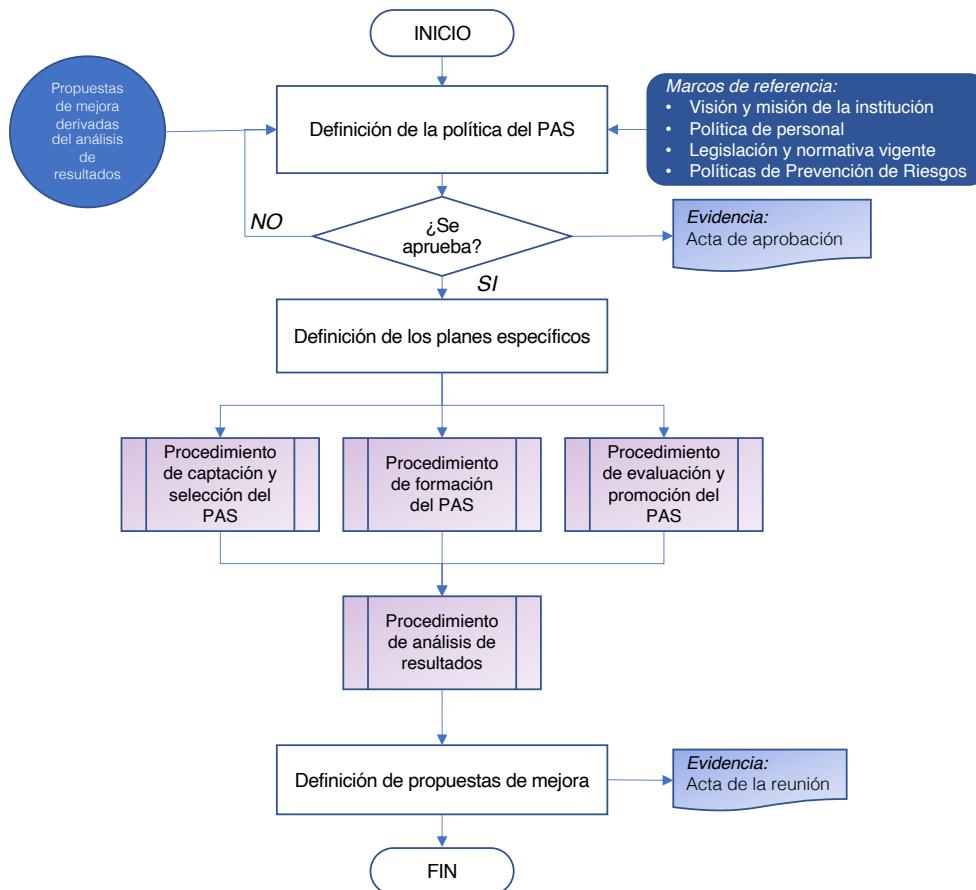 INICIO
Propuestas
de mejora
derivadas
del análisis
de
resultados
Definición de la política del PAS
Marcos de referencia:
• Visión y misión de la institución
• Política de personal
• Legislación y normativa vigente
• Políticas de Prevención de Riesgos
NO
¿Se
aprueba?
Evidencia:
Acta de aprobación
SI
Definición de los planes específicos
Procedimiento
de captación y
selección del
PAS
Procedimiento
de formación
del PAS
Procedimiento
de evaluación y
promoción del
PAS
Procedimiento
de análisis de
resultados
Definición de propuestas de mejora
Evidencia:
Acta de la reunión
FIN